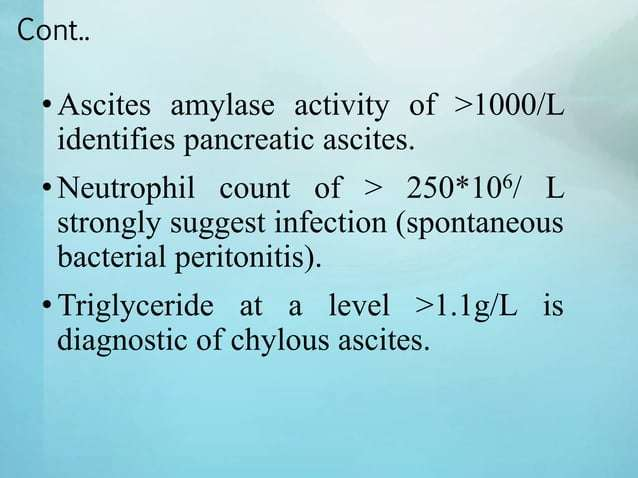 Cont..
•Ascites amylase activity of >1000/L
identifies pancreatic ascites.
•Neutrophil count of > 250*10⁶/ L
strongly suggest infection (spontaneous
bacterial peritonitis).
•Triglyceride at a level >1.1g/L is
diagnostic of chylous ascites.